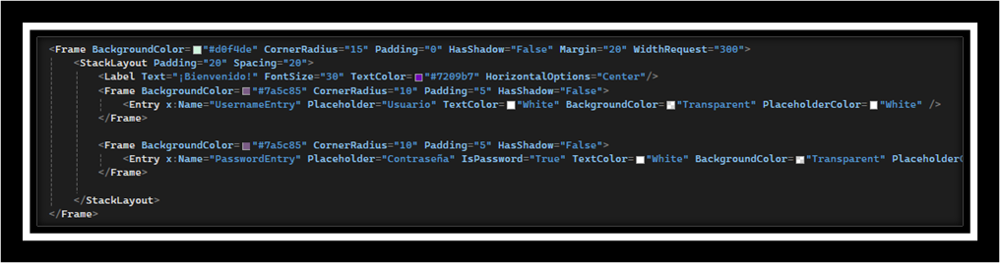 <Frame BackgroundColor="#d0f4de" CornerRadius="15" Padding="0" HasShadow="False" Margin="20" WidthRequest="300">
<StackLayout Padding="20" Spacing="20">
<Label Text="¡Bienvenido!" FontSize="30" TextColor="#7209b7" HorizontalOptions="Center"/>
<Frame BackgroundColor="#7a5c85" CornerRadius="10" Padding="5" HasShadow="False">
<Entry x:Name="UsernameEntry" Placeholder="Usuario" TextColor="White" BackgroundColor="Transparent" PlaceholderColor="White" />
</Frame>
<Frame BackgroundColor="#7a5c85" CornerRadius="10" Padding="5" HasShadow="False">
<Entry x:Name="PasswordEntry" Placeholder="Contraseña" IsPassword="True" TextColor="White" BackgroundColor="Transparent"
</Frame>
</StackLayout>
</Frame>